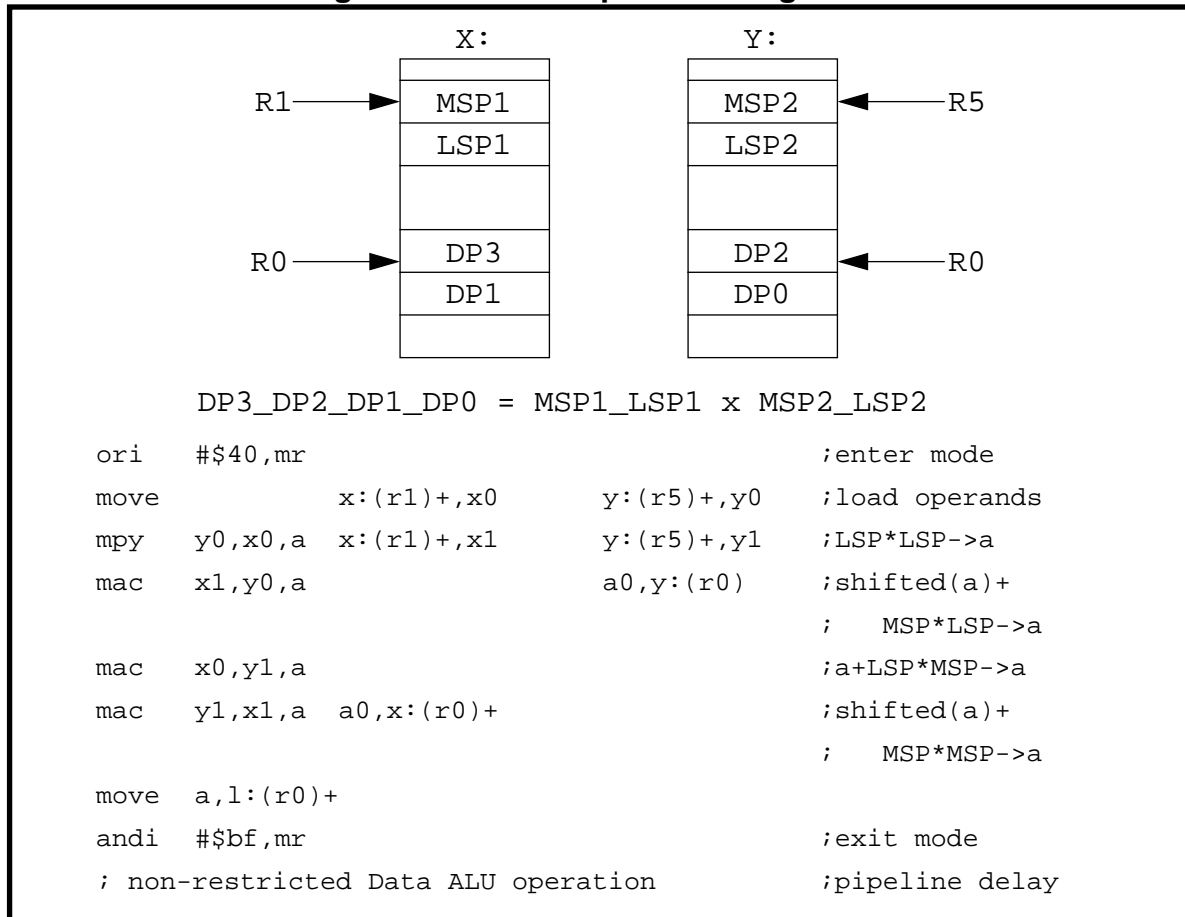 X: Y:
R1 MSP1 MSP2 R5
LSP1 LSP2
R0 DP3 DP2 R0
DP1 DP0
DP3_DP2_DP1_DP0 = MSP1_LSP1 x MSP2_LSP2
ori #$40,mr ;enter mode
move x:(r1)+,x0 y:(r5)+,y0 ;load operands
mpy y0,x0,a x:(r1)+,x1 y:(r5)+,y1 ;LSP*LSP->a
mac x1,y0,a a0,y:(r0) ;shifted(a)+
; MSP*LSP->a
mac x0,y1,a ;a+LSP*MSP->a
mac y1,x1,a a0,x:(r0)+ ;shifted(a)+
; MSP*MSP->a
move a,l:(r0)+
andi #$bf,mr ;exit mode
; non-restricted Data ALU operation ;pipeline delay